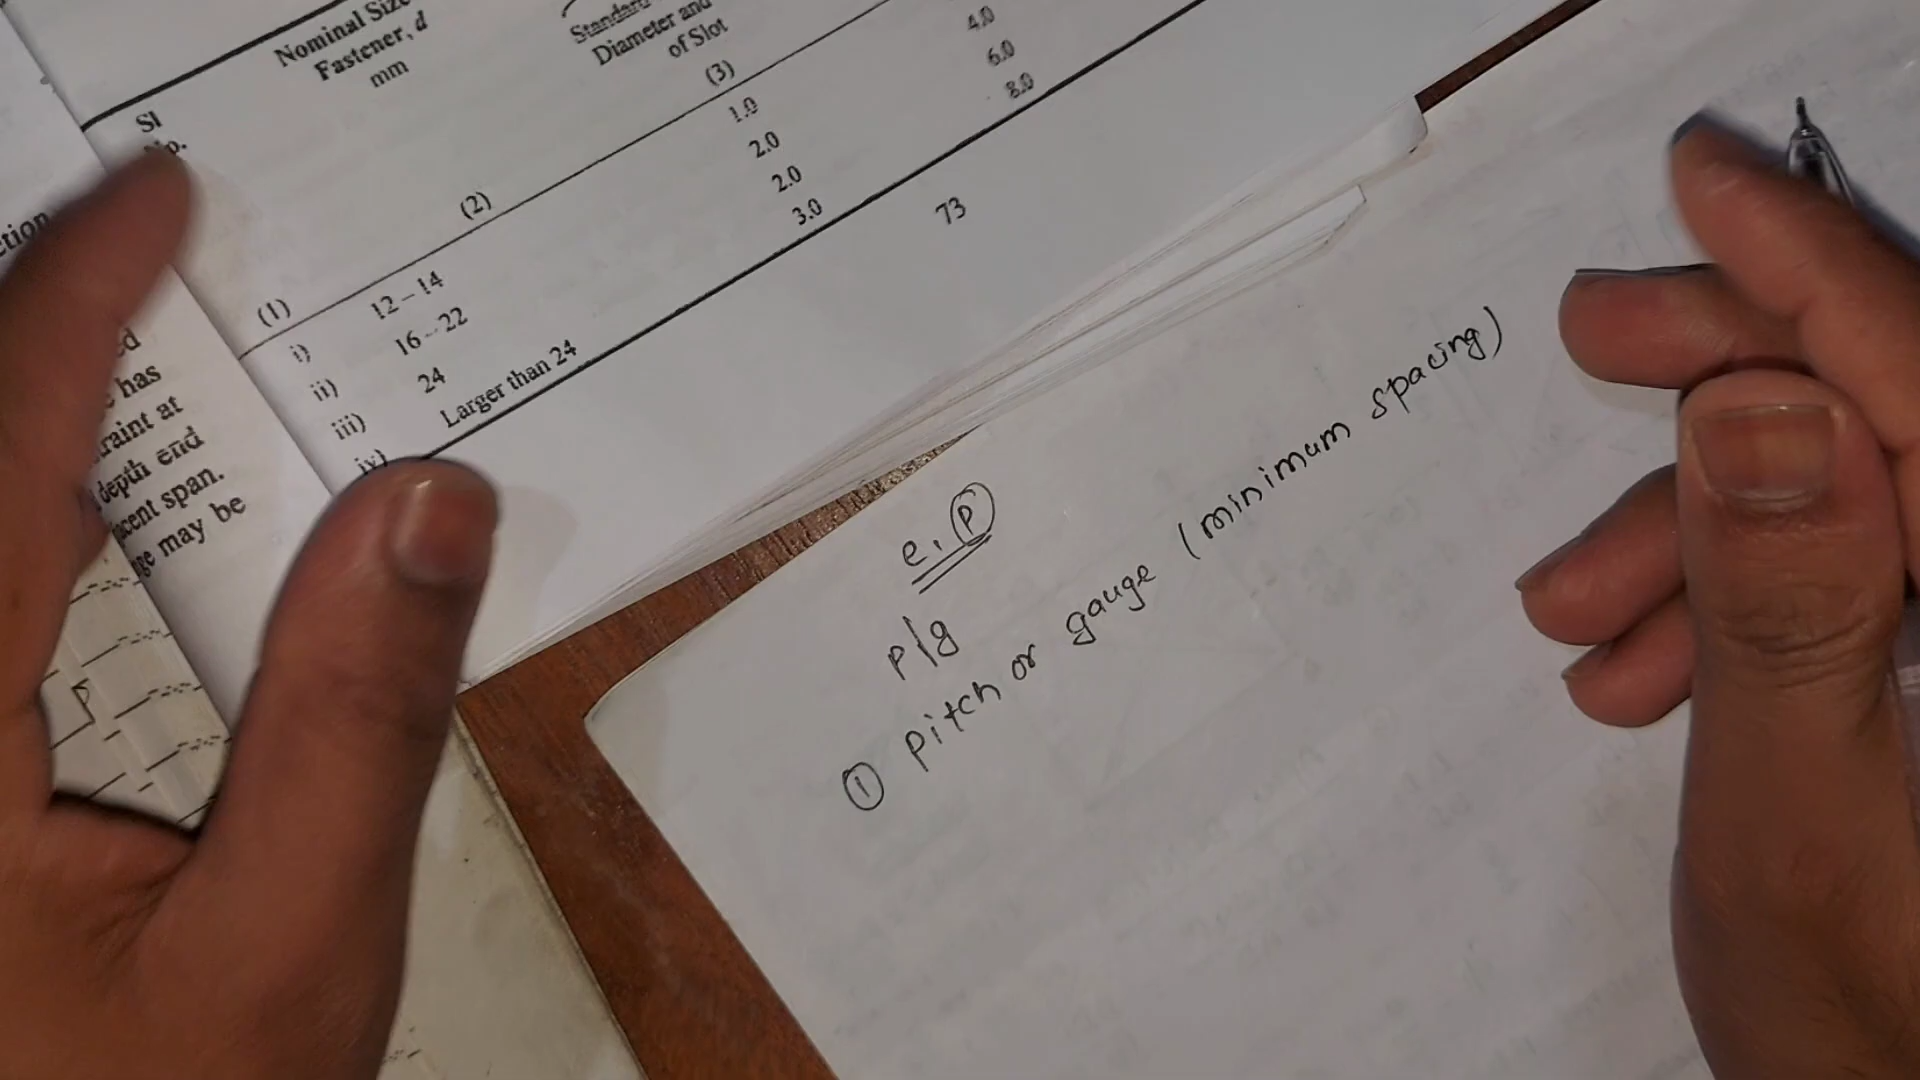 Nominal Size
Fastener, d
mm
Standard
Diameter and
of Slot
Sl
(2)
(3)
(1)
i) 12 – 14 1.0 4.0
ii) 16 – 22 2.0 6.0
iii) 24 2.0 8.0
iv) Larger than 24 3.0
73
has
raint at
depth end
span.
may be
e, p
P/g
① Pitch or gauge (minimum spacing)